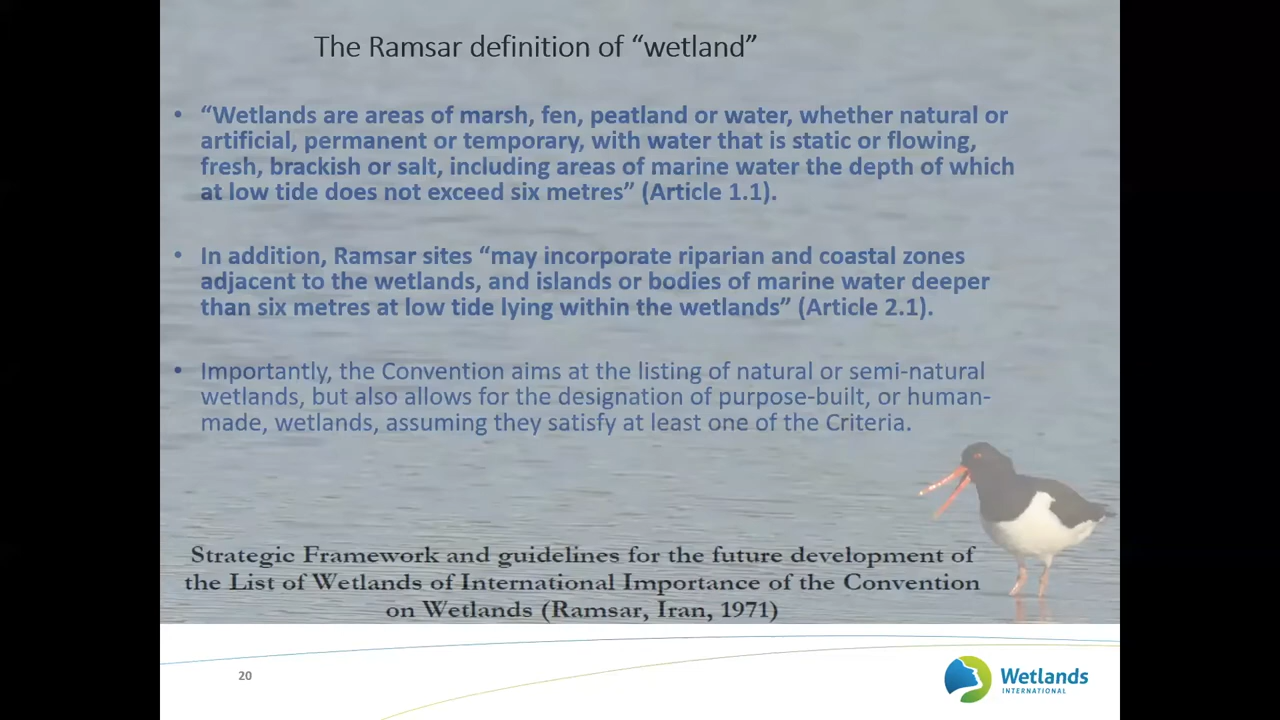 The Ramsar definition of “wetland”
• “Wetlands are areas of marsh, fen, peatland or water, whether natural or
artificial, permanent or temporary, with water that is static or flowing,
fresh, brackish or salt, including areas of marine water the depth of which
at low tide does not exceed six metres” (Article 1.1).
• In addition, Ramsar sites “may incorporate riparian and coastal zones
adjacent to the wetlands, and islands or bodies of marine water deeper
than six metres at low tide lying within the wetlands” (Article 2.1).
• Importantly, the Convention aims at the listing of natural or semi-natural
wetlands, but also allows for the designation of purpose-built, or human-
made, wetlands, assuming they satisfy at least one of the Criteria.
Strategic Framework and guidelines for the future development of
the List of Wetlands of International Importance of the Convention
on Wetlands (Ramsar, Iran, 1971)
20
Wetlands
INTERNATIONAL